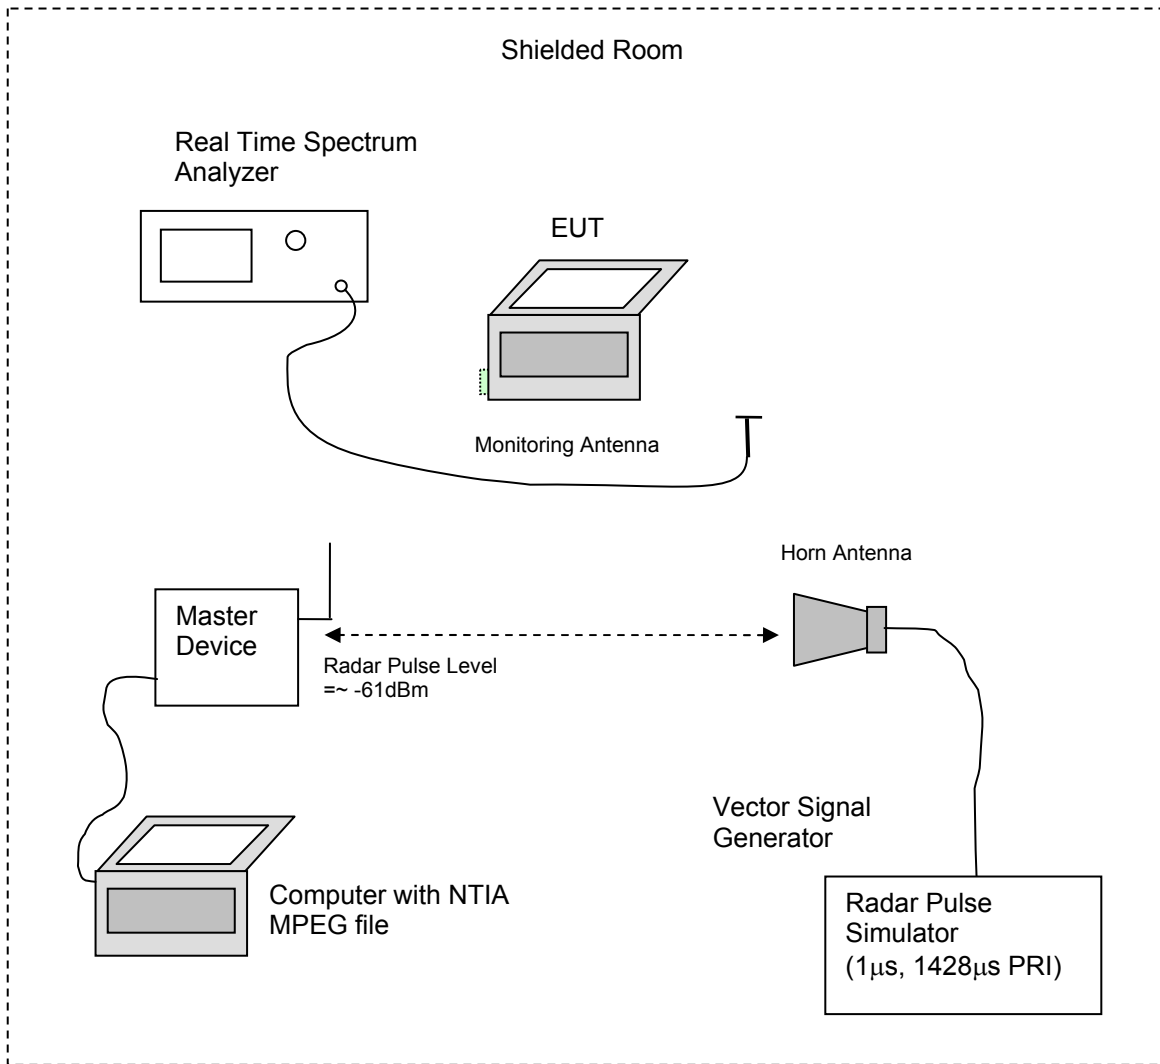 Shielded Room
Real Time Spectrum
Analyzer
EUT
Monitoring Antenna
Horn Antenna
Master
Device
Radar Pulse Level
=~ -61dBm
Vector Signal
Generator
Computer with NTIA
MPEG file
Radar Pulse
Simulator
(1μs, 1428μs PRI)